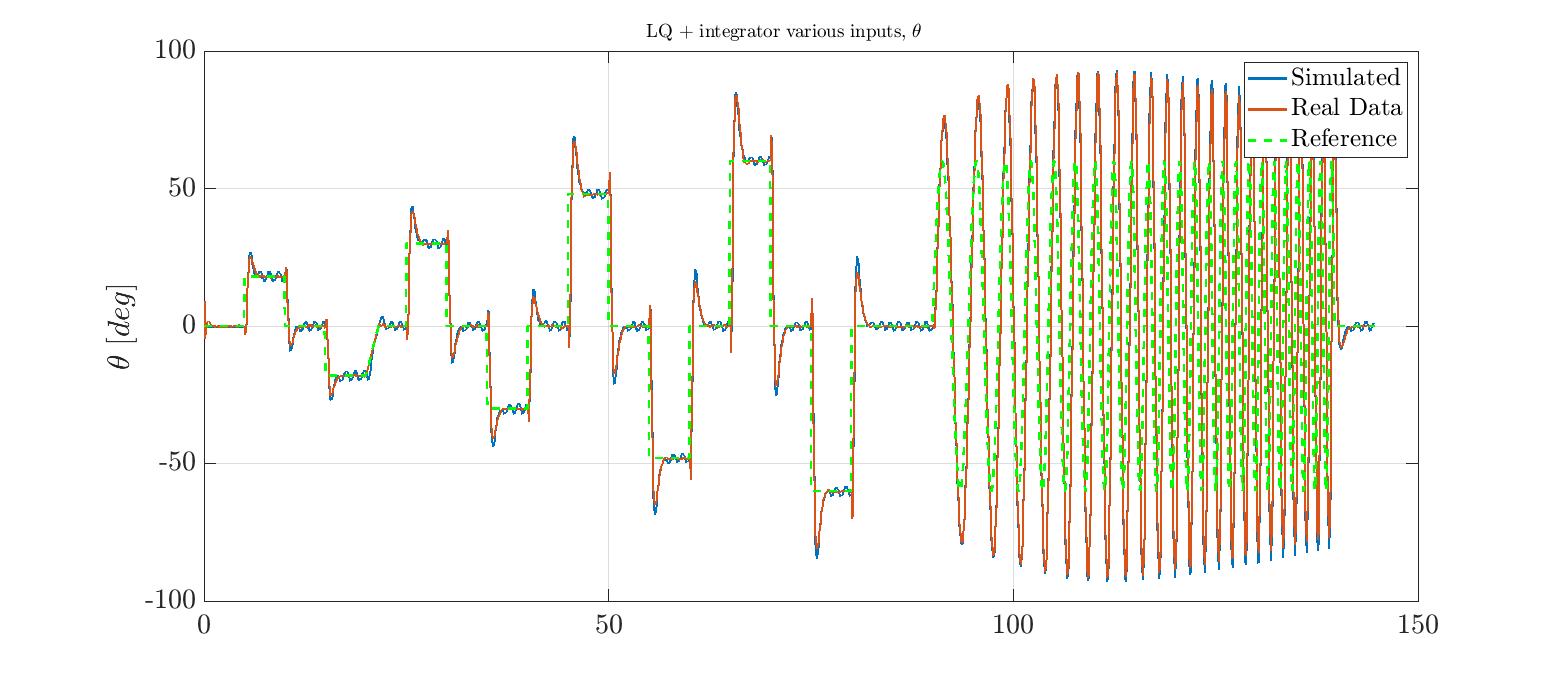 LQ + integrator various inputs, θ
Simulated
Real Data
Reference
100
50
0
-50
-100
θ [deg]
0
50
100
150